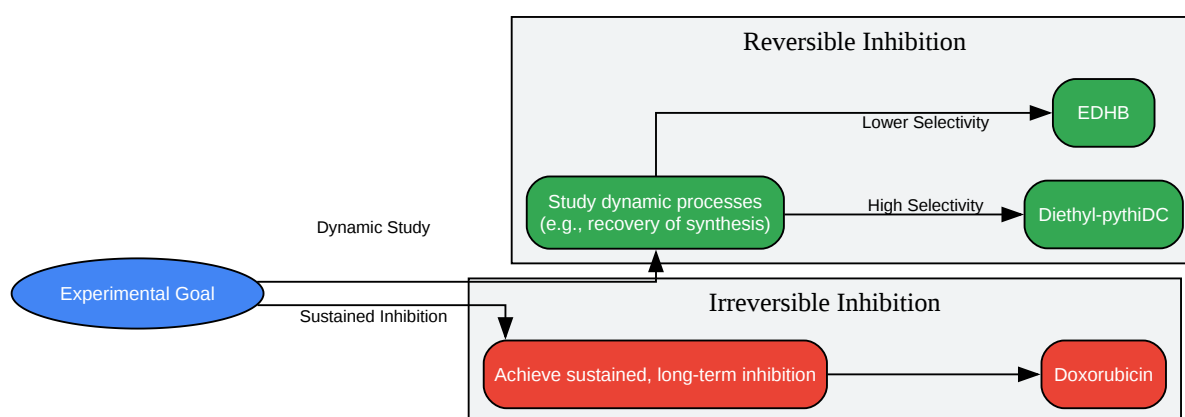 Reversible Inhibition
EDHB
Lower Selectivity
Study dynamic processes
(e.g., recovery of synthesis)
High Selectivity
Diethyl-pythiDC
Dynamic Study
Experimental Goal
Sustained Inhibition
Irreversible Inhibition
Achieve sustained, long-term inhibition
Doxorubicin